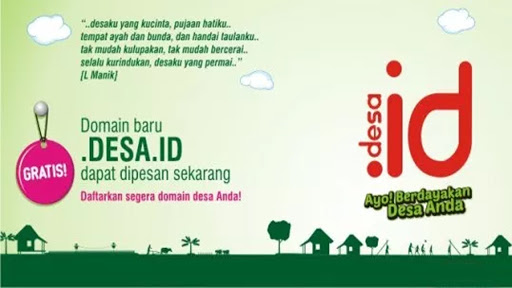 "..desaku yang kucinta, pujaan hatiku..
tempat ayah dan bunda, dan handai taulanku..
tak mudah kulupakan, tak mudah bercerai..
selalu kurindukan, desaku yang permai.."
[L Manik]
Domain baru
.DESA.ID
dapat dipesan sekarang
Daftarkan segera domain desa Anda!
GRATIS!
.desa
.id
Ayo! Berdayakan
Desa Anda